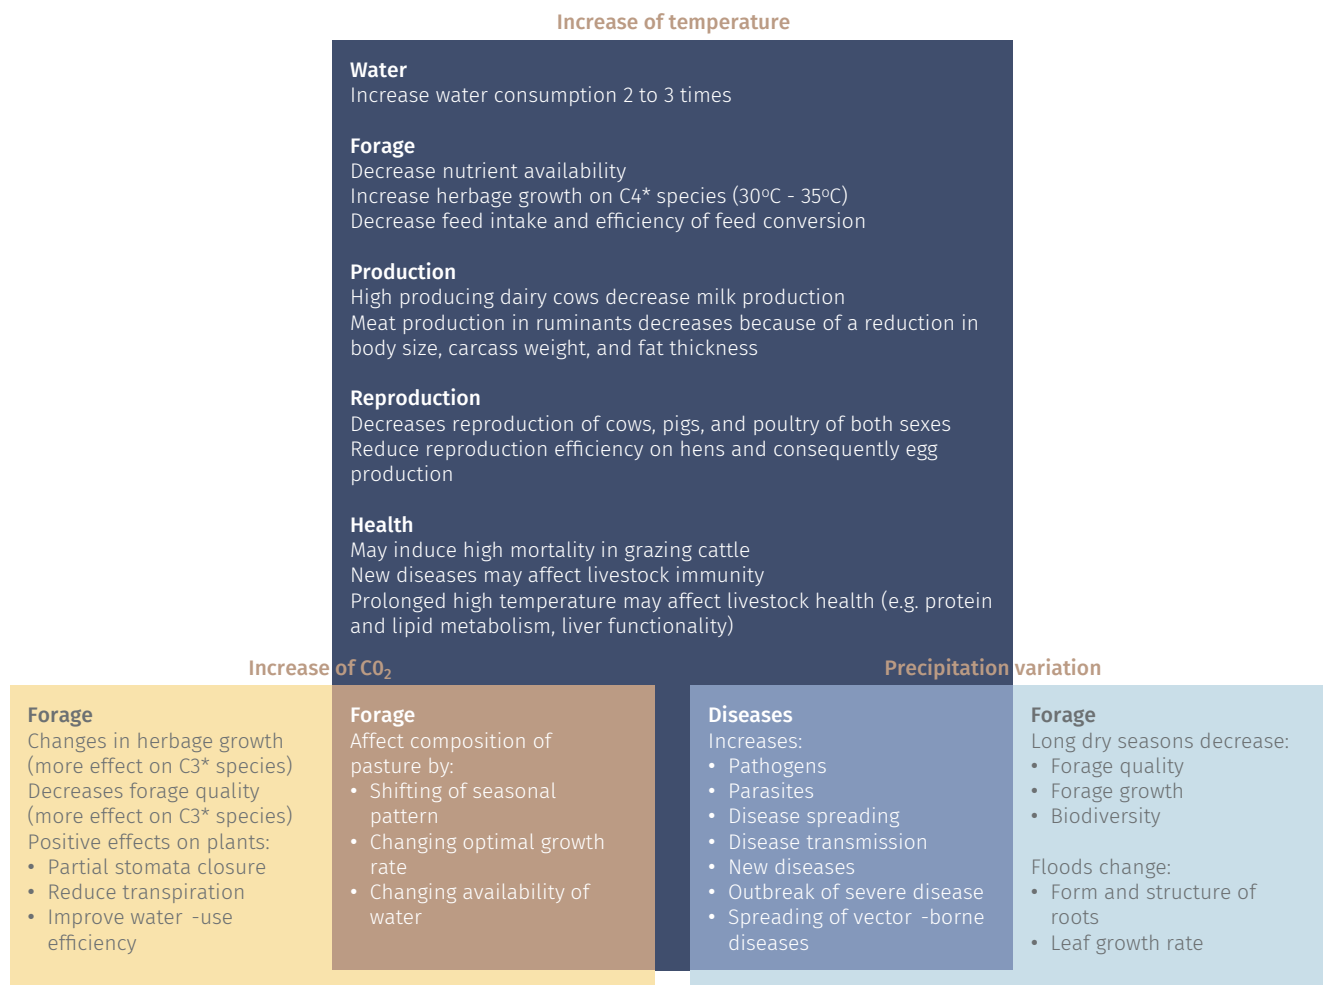 Increase of temperature
Water
Increase water consumption 2 to 3 times
Forage
Decrease nutrient availability
Increase herbage growth on C4* species (30ºC - 35ºC)
Decrease feed intake and efficiency of feed conversion
Production
High producing dairy cows decrease milk production
Meat production in ruminants decreases because of a reduction in
body size, carcass weight, and fat thickness
Reproduction
Decreases reproduction of cows, pigs, and poultry of both sexes
Reduce reproduction efficiency on hens and consequently egg
production
Health
May induce high mortality in grazing cattle
New diseases may affect livestock immunity
Prolonged high temperature may affect livestock health (e.g. protein
and lipid metabolism, liver functionality)
Increase of C0₂
Forage
Changes in herbage growth
(more effect on C3* species)
Decreases forage quality
(more effect on C3* species)
Positive effects on plants:
• Partial stomata closure
• Reduce transpiration
• Improve water -use
efficiency
Forage
Affect composition of
pasture by:
• Shifting of seasonal
pattern
• Changing optimal growth
rate
• Changing availability of
water
Precipitation variation
Diseases
Increases:
• Pathogens
• Parasites
• Disease spreading
• Disease transmission
• New diseases
• Outbreak of severe disease
• Spreading of vector -borne
diseases
Forage
Long dry seasons decrease:
• Forage quality
• Forage growth
• Biodiversity
Floods change:
• Form and structure of
roots
• Leaf growth rate